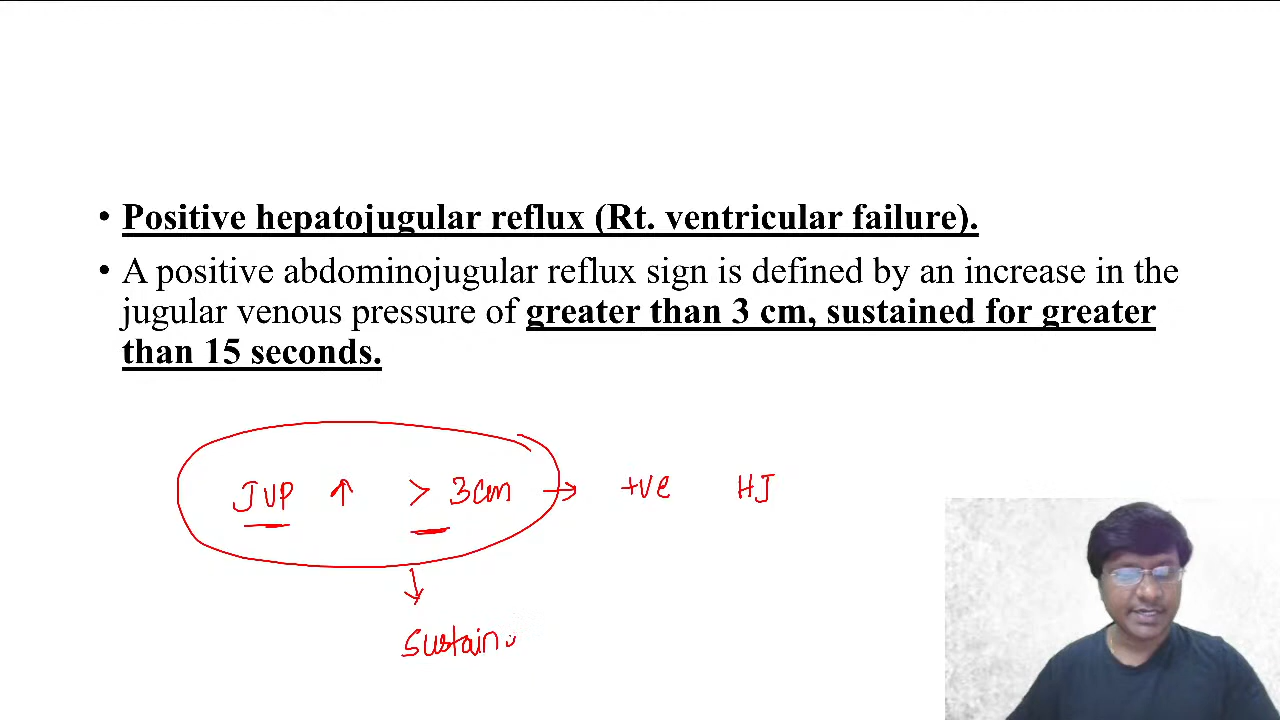 • Positive hepatojugular reflux (Rt. ventricular failure).
• A positive abdominojugular reflux sign is defined by an increase in the
jugular venous pressure of greater than 3 cm, sustained for greater
than 15 seconds.
JVP ↑ > 3cm → +ve HJ
↓
sustain